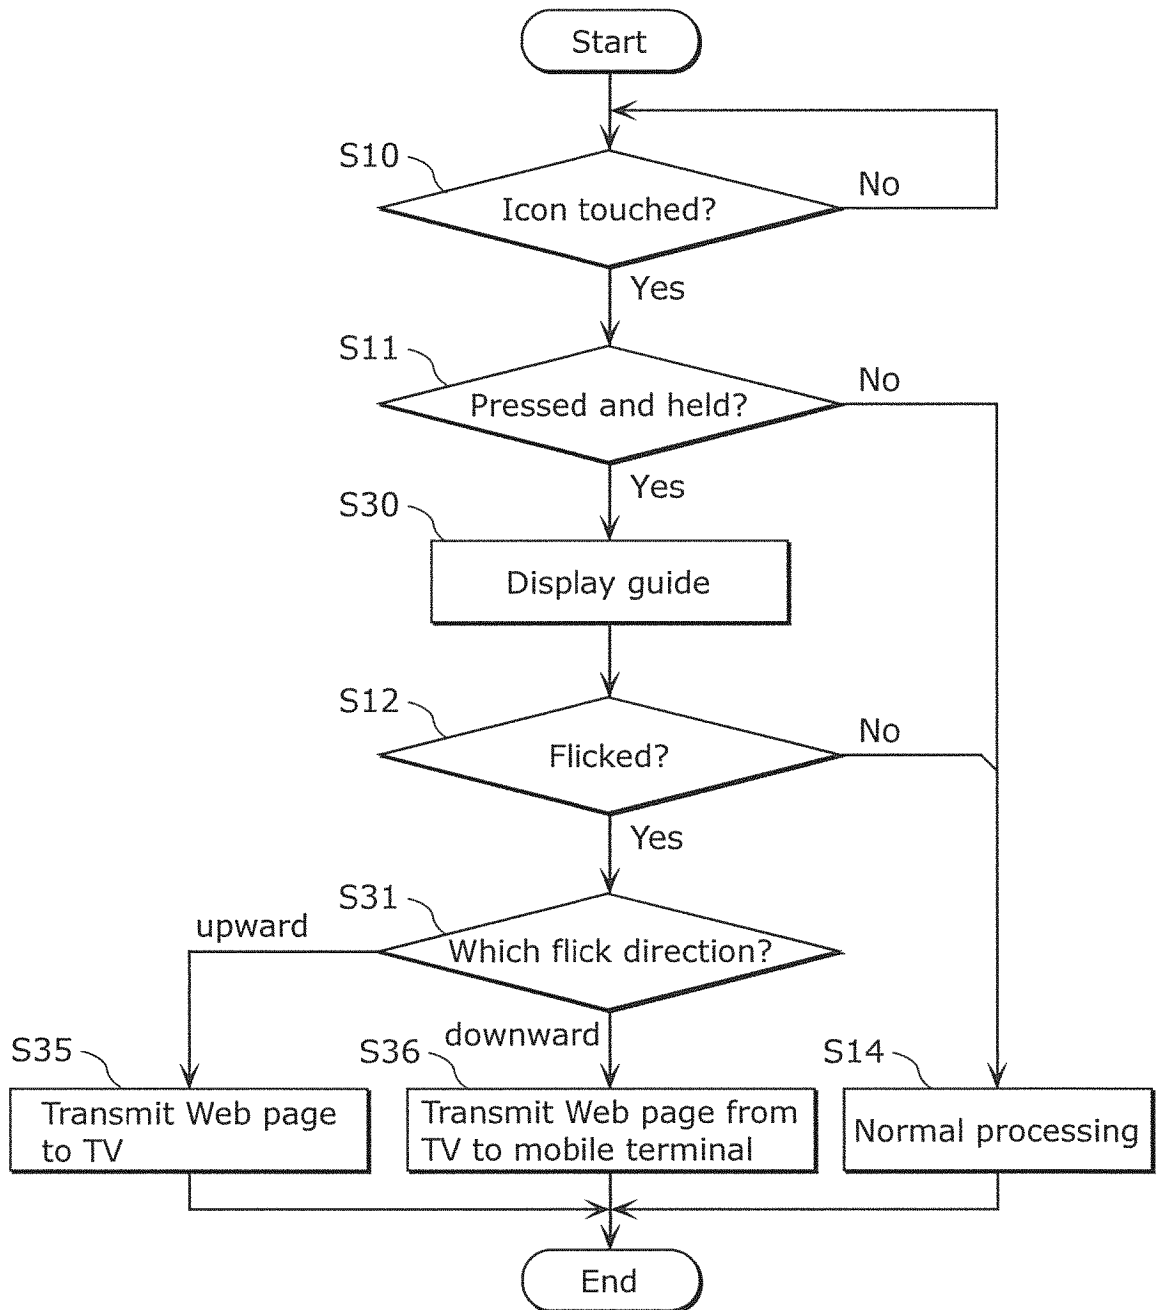 Start
S10
Icon touched?
No
Yes
S11
Pressed and held?
No
Yes
S30
Display guide
S12
Flicked?
No
Yes
S31
upward
Which flick direction?
downward
S35
Transmit Web page
to TV
S36
Transmit Web page from
TV to mobile terminal
S14
Normal processing
End